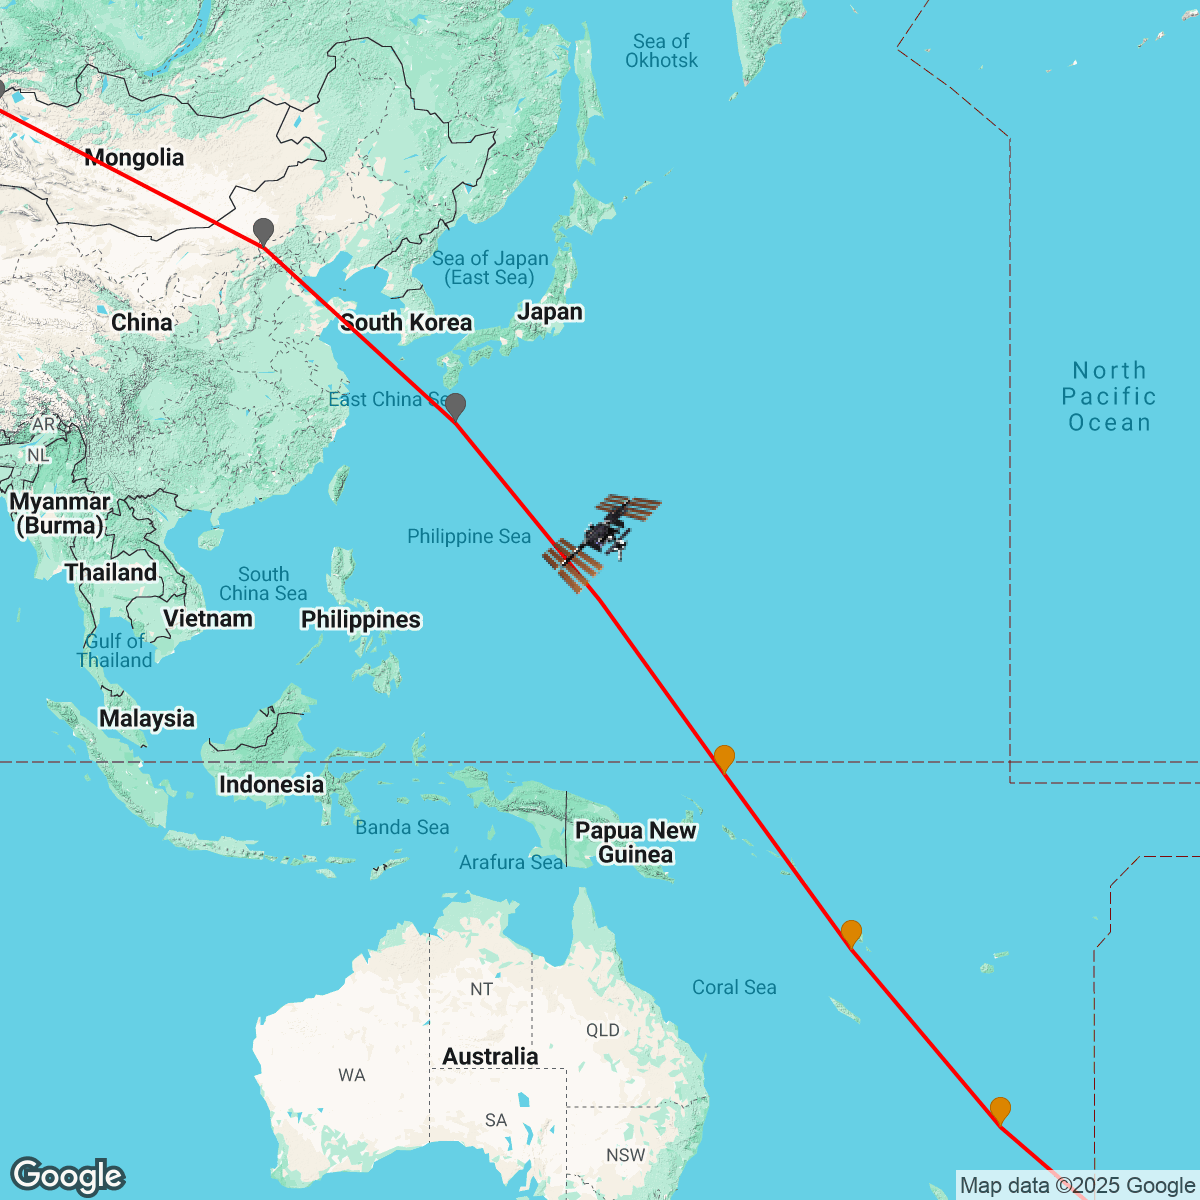 Sea of
Okhotsk
Mongolia
Sea of Japan
(East Sea)
Japan
China
South Korea
North
Pacific
Ocean
East China Se
AR
NL
Myanmar
(Burma)
Philippine Sea
Thailand
South
China Sea
Vietnam
Philippines
Gulf of
Thailand
Malaysia
Indonesia
Banda Sea
Papua New
Guinea
Arafura Sea
Coral Sea
NT
QLD
Australia
WA
SA
NSW
Google
Map data ©2025 Google